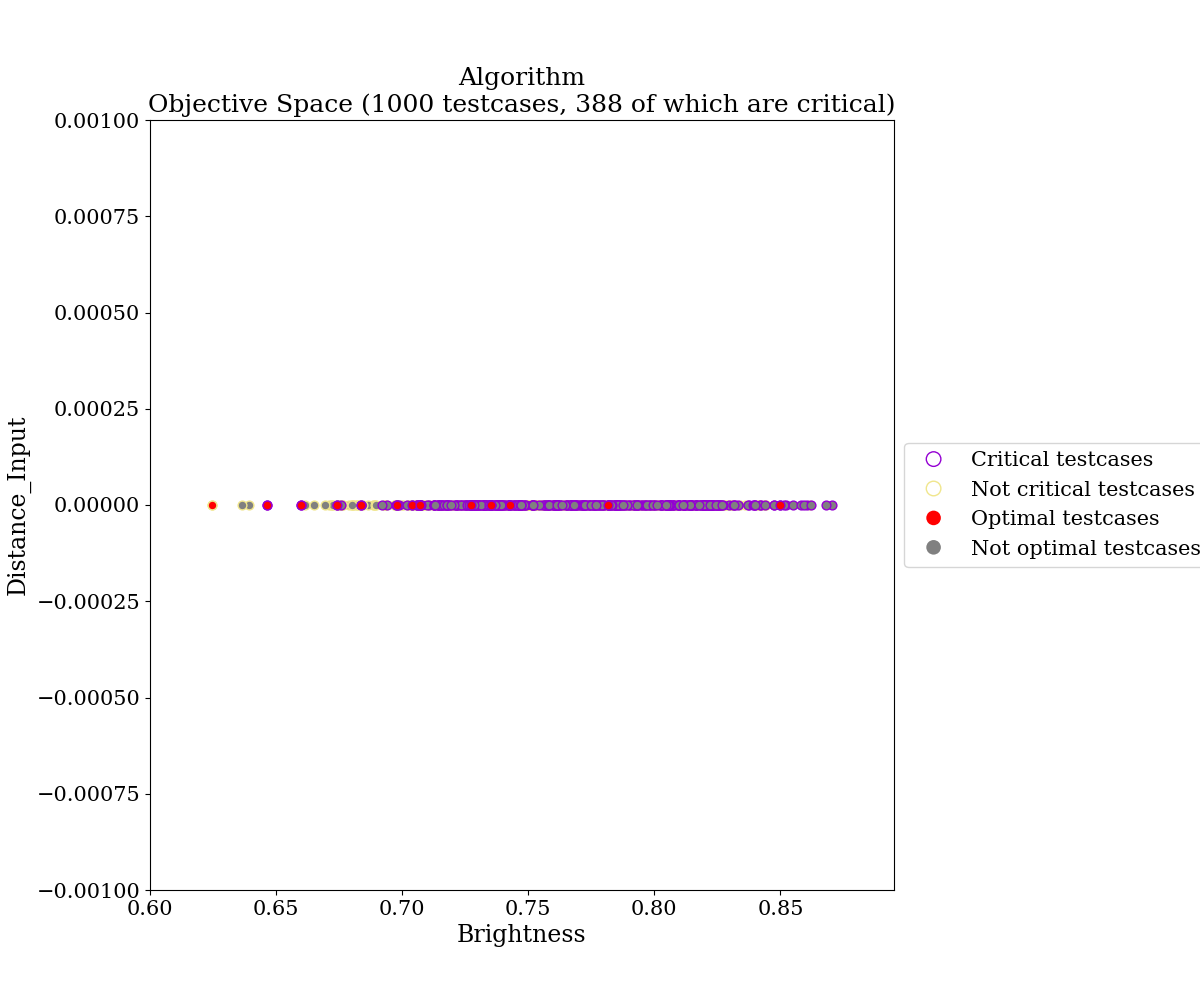 Algorithm
Objective Space (1000 testcases, 388 of which are critical)
0.00100
0.00075
0.00050
0.00025
0.00000
−0.00025
−0.00050
−0.00075
−0.00100
Distance_Input
0.60 0.65 0.70 0.75 0.80 0.85
Brightness
Critical testcases
Not critical testcases
Optimal testcases
Not optimal testcases